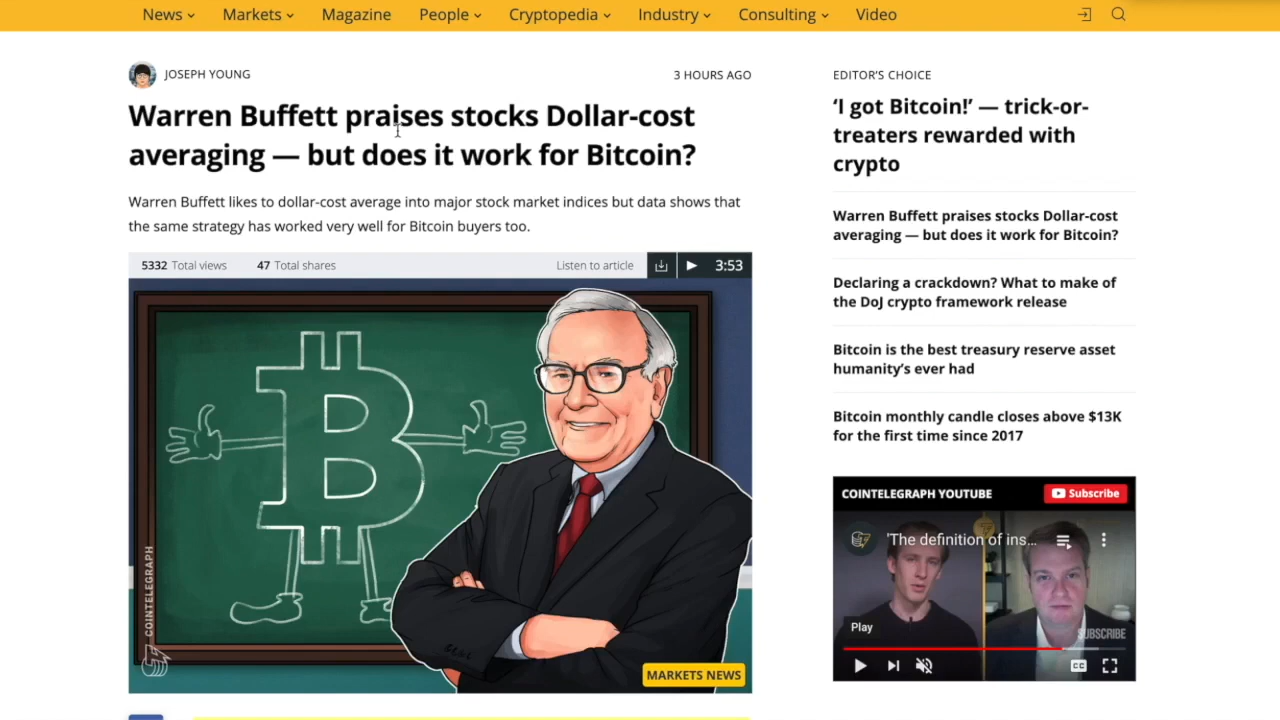 News
Markets
Magazine
People
Cryptopedia
Industry
Consulting
Video
JOSEPH YOUNG
3 HOURS AGO
Warren Buffett praises stocks Dollar-cost
averaging — but does it work for Bitcoin?
Warren Buffett likes to dollar-cost average into major stock market indices but data shows that
the same strategy has worked very well for Bitcoin buyers too.
5332 Total views
47 Total shares
Listen to article
3:53
COINTELEGRAPH
MARKETS NEWS
EDITOR'S CHOICE
‘I got Bitcoin!’ — trick-or-
treaters rewarded with
crypto
Warren Buffett praises stocks Dollar-cost
averaging — but does it work for Bitcoin?
Declaring a crackdown? What to make of
the DoJ crypto framework release
Bitcoin is the best treasury reserve asset
humanity’s ever had
Bitcoin monthly candle closes above $13K
for the first time since 2017
COINTELEGRAPH YOUTUBE
Subscribe
'The definition of ins...
Play
SUBSCRIBE
CC